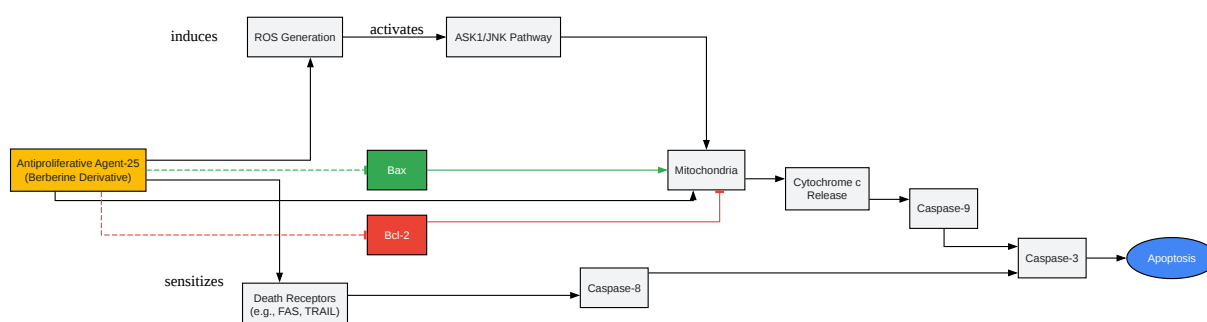 induces
ROS Generation
activates
ASK1/JNK Pathway
Antiproliferative Agent-25
(Berberine Derivative)
Bax
Mitochondria
Cytochrome c
Release
Caspase-9
Bcl-2
Caspase-3
Apoptosis
sensitizes
Death Receptors
(e.g., FAS, TRAIL)
Caspase-8